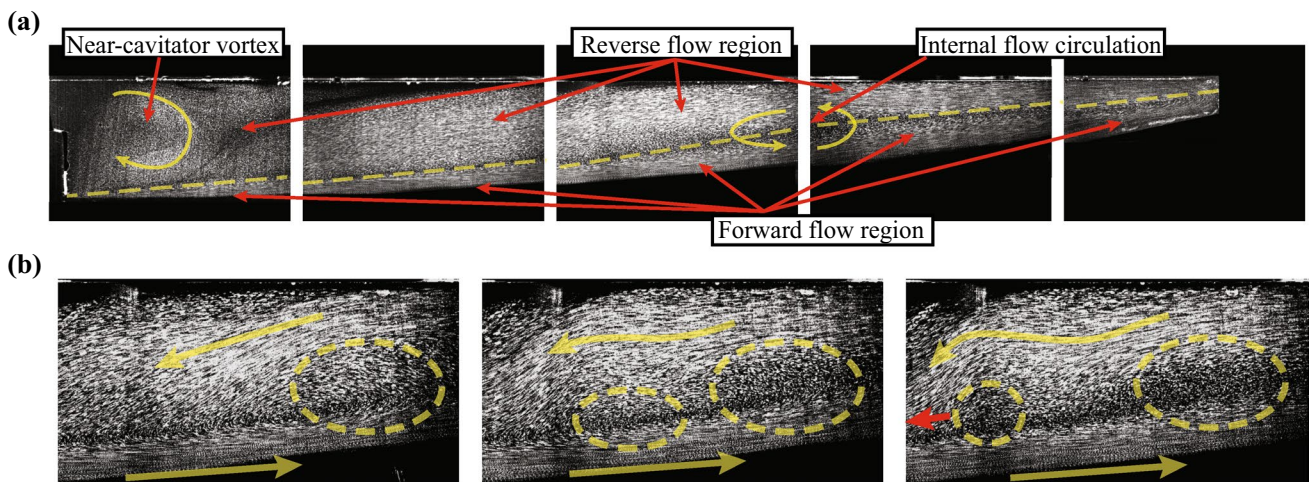 (a)
Near-cavitator vortex
Reverse flow region
Internal flow circulation
Forward flow region
(b)